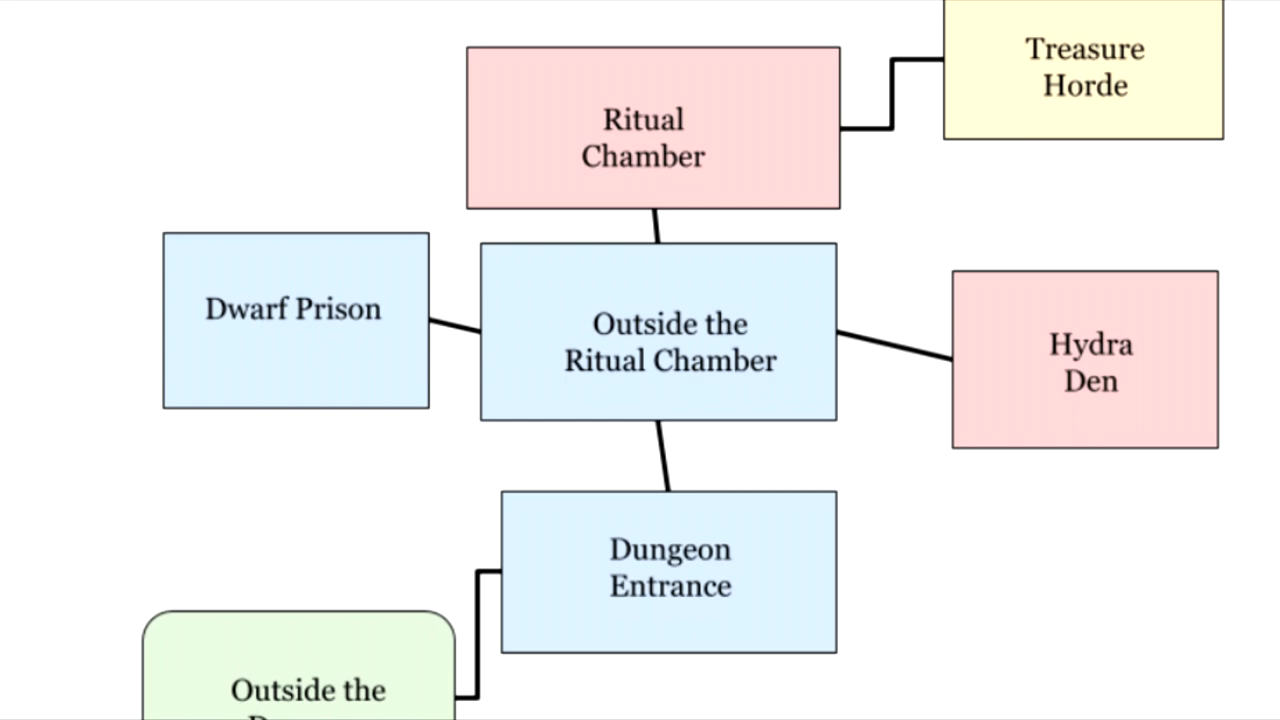 Treasure
Horde
Ritual
Chamber
Dwarf Prison
Outside the
Ritual Chamber
Hydra
Den
Dungeon
Entrance
Outside the